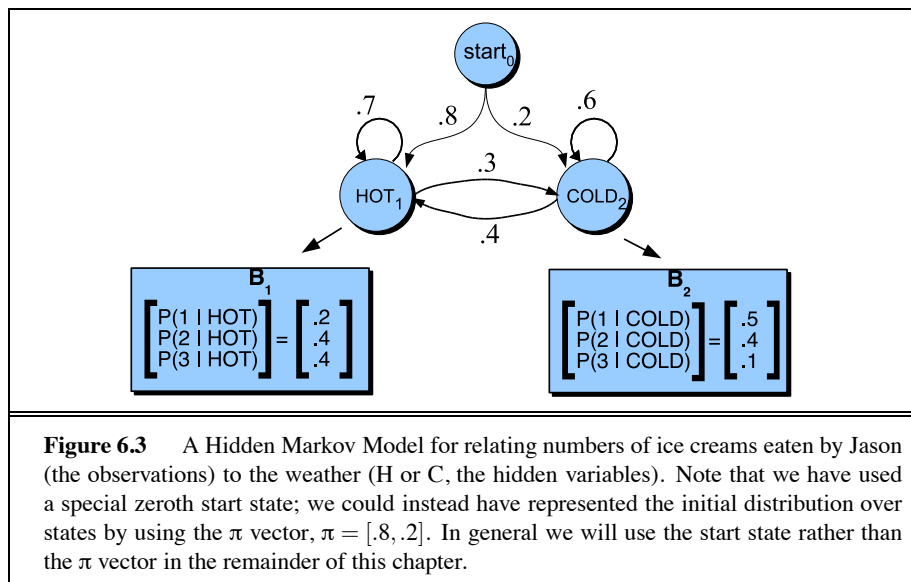 start0
.7
.8
.2
.6
.3
HOT1
COLD2
.4
B1
P(1 | HOT)
P(2 | HOT)
P(3 | HOT)
=
.2
.4
.4
B2
P(1 | COLD)
P(2 | COLD)
P(3 | COLD)
=
.5
.4
.1
Figure 6.3 A Hidden Markov Model for relating numbers of ice creams eaten by Jason
(the observations) to the weather (H or C, the hidden variables). Note that we have used
a special zeroth start state; we could instead have represented the initial distribution over
states by using the π vector, π = [.8,.2]. In general we will use the start state rather than
the π vector in the remainder of this chapter.